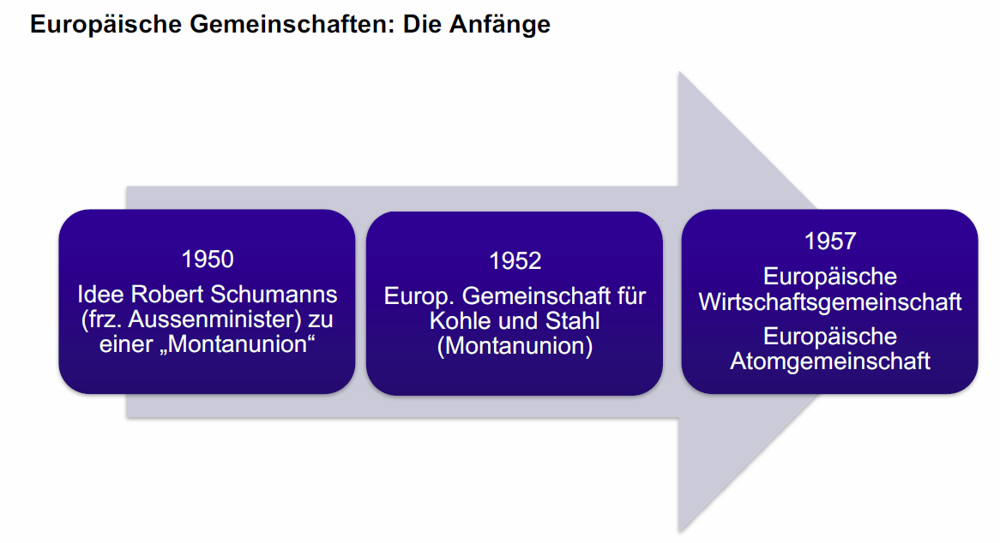 Europäische Gemeinschaften: Die Anfänge
1950
Idee Robert Schumanns
(frz. Aussenminister) zu
einer „Montanunion“
1952
Europ. Gemeinschaft für
Kohle und Stahl
(Montanunion)
1957
Europäische
Wirtschaftsgemeinschaft
Europäische
Atomgemeinschaft